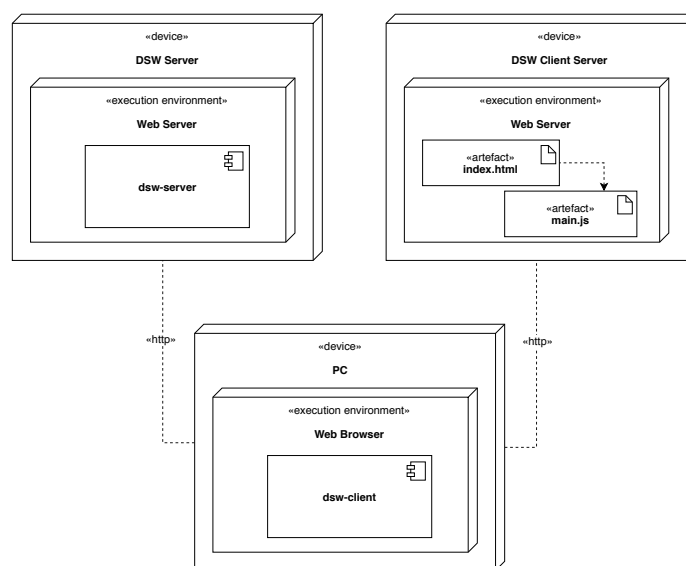 «device»
DSW Server
«execution environment»
Web Server
dsw-server
«device»
DSW Client Server
«execution environment»
Web Server
«artefact»
index.html
«artefact»
main.js
«http»
«http»
«device»
PC
«execution environment»
Web Browser
dsw-client